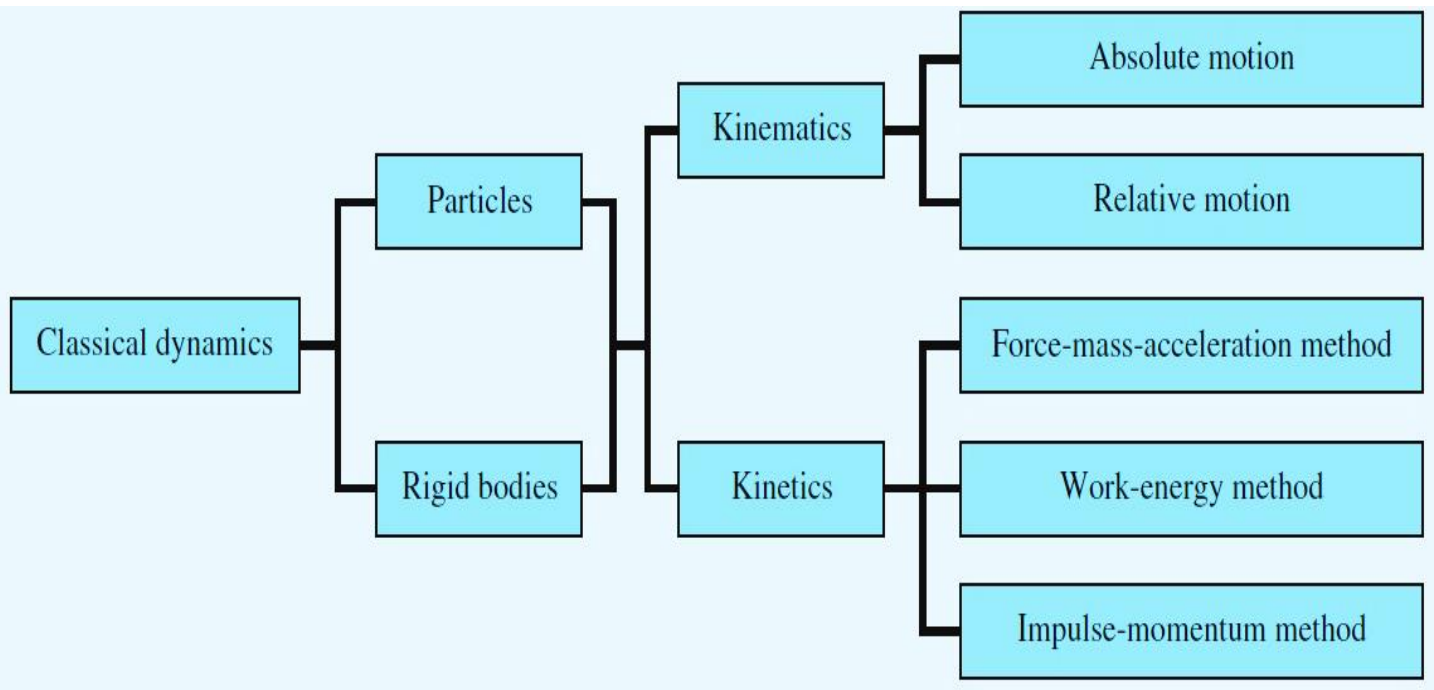 Classical dynamics
Particles
Rigid bodies
Kinematics
Kinetics
Absolute motion
Relative motion
Force-mass-acceleration method
Work-energy method
Impulse-momentum method